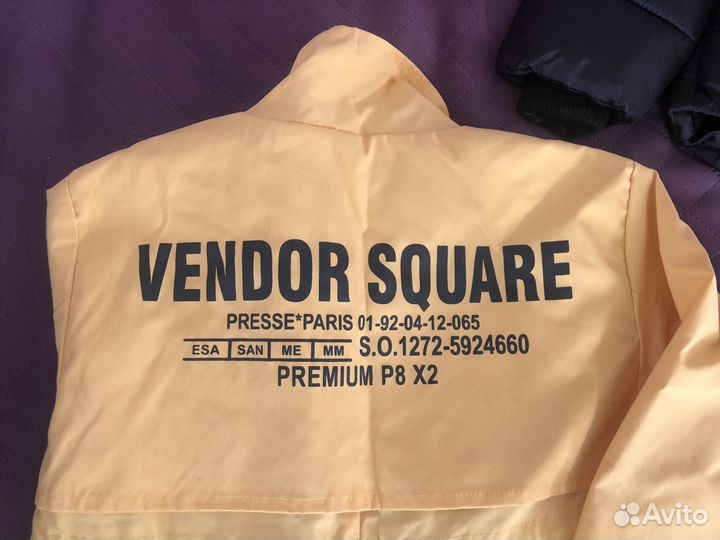 VENDOR SQUARE
PRESSE*PARIS 01-92-04-12-065
ESA SAN ME MM S.O.1272-5924660
PREMIUM P8 X2
Avito